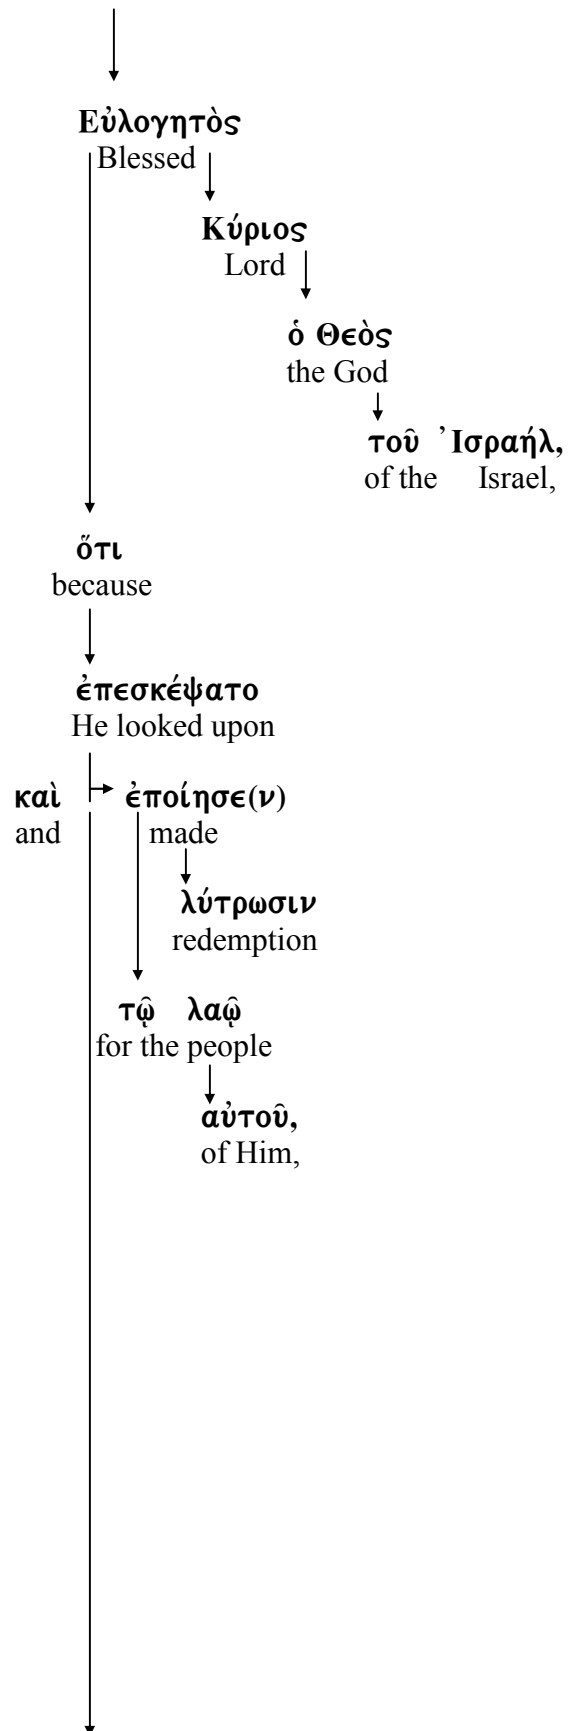 Εὐλογητὸς
Blessed
Κύριος
Lord
ὁ Θεὸς
the God
τοῦ Ἰσραήλ,
of the Israel,
ὅτι
because
ἐπεσκέψατο
He looked upon
καὶ ἐποίησε(ν)
and made
λύτρωσιν
redemption
τῷ λαῷ
for the people
αὐτοῦ,
of Him,